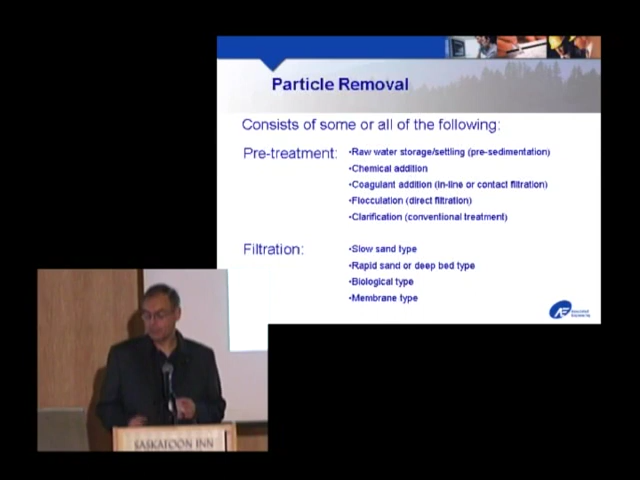 Particle Removal
Consists of some or all of the following:
Pre-treatment:
•Raw water storage/settling (pre-sedimentation)
•Chemical addition
•Coagulant addition (in-line or contact filtration)
•Flocculation (direct filtration)
•Clarification (conventional treatment)
Filtration:
•Slow sand type
•Rapid sand or deep bed type
•Biological type
•Membrane type
Associated
Engineering
SASKATOON INN